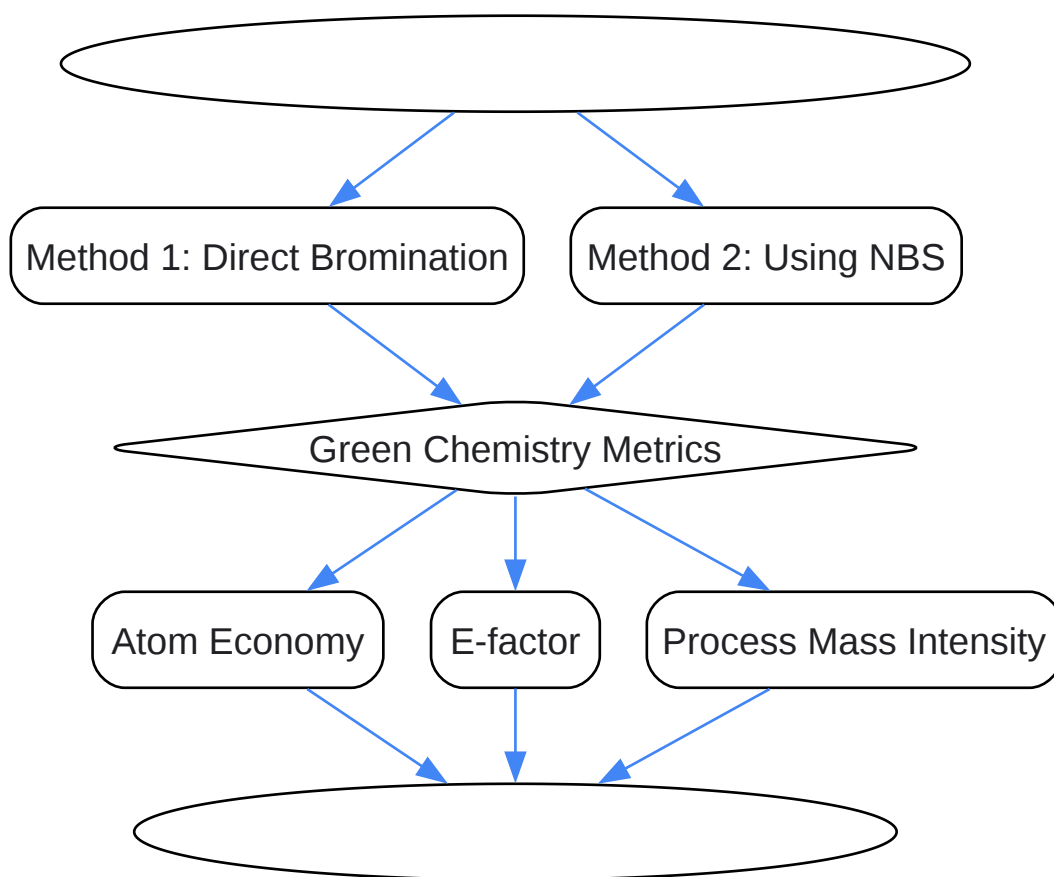 Method 1: Direct Bromination
Method 2: Using NBS
Green Chemistry Metrics
Atom Economy
E-factor
Process Mass Intensity